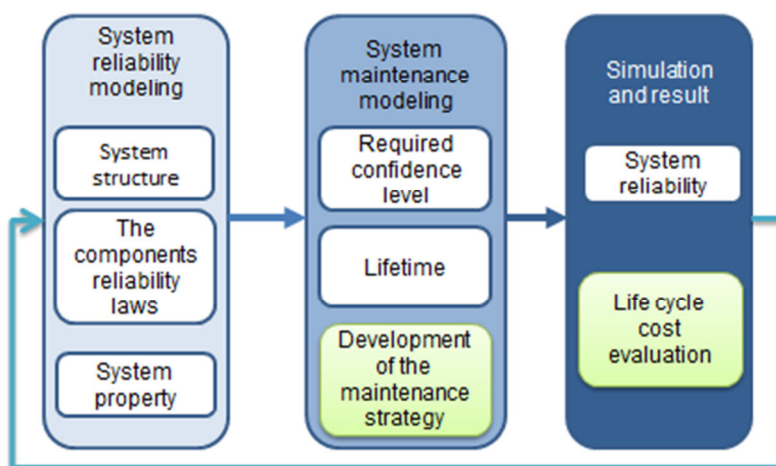 System
reliability
modeling
System
structure
The
components
reliability
laws
System
property
System
maintenance
modeling
Required
confidence
level
Lifetime
Development
of the
maintenance
strategy
Simulation
and result
System
reliability
Life cycle
cost
evaluation